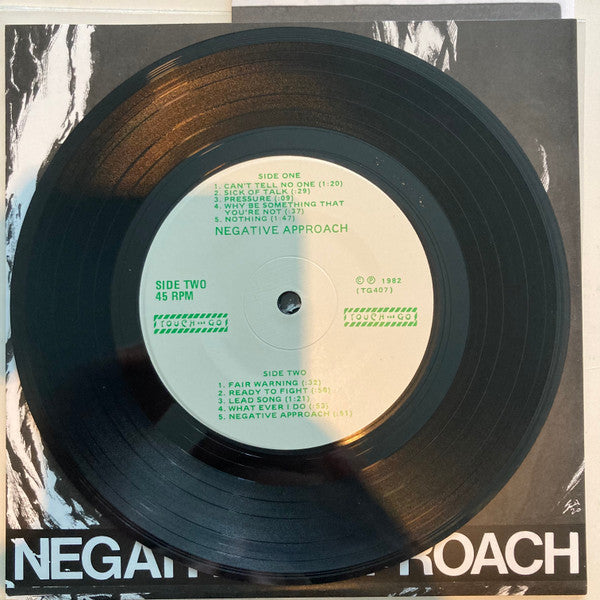 SIDE ONE
1. CAN'T TELL NO ONE (1:20)
2. SICK OF TALK (:29)
3. PRESSURE (:09)
4. WHY BE SOMETHING THAT
YOU'RE NOT (:37)
5. NOTHING (1:47)
NEGATIVE APPROACH
SIDE TWO
45 RPM
© ℗ 1982
(TG407)
TOUCH AND GO
TOUCH AND GO
SIDE TWO
1. FAIR WARNING (:32)
2. READY TO FIGHT (:56)
3. LEAD SONG (1:21)
4. WHAT EVER I DO (:53)
5. NEGATIVE APPROACH (:51)
NEGATI ROACH